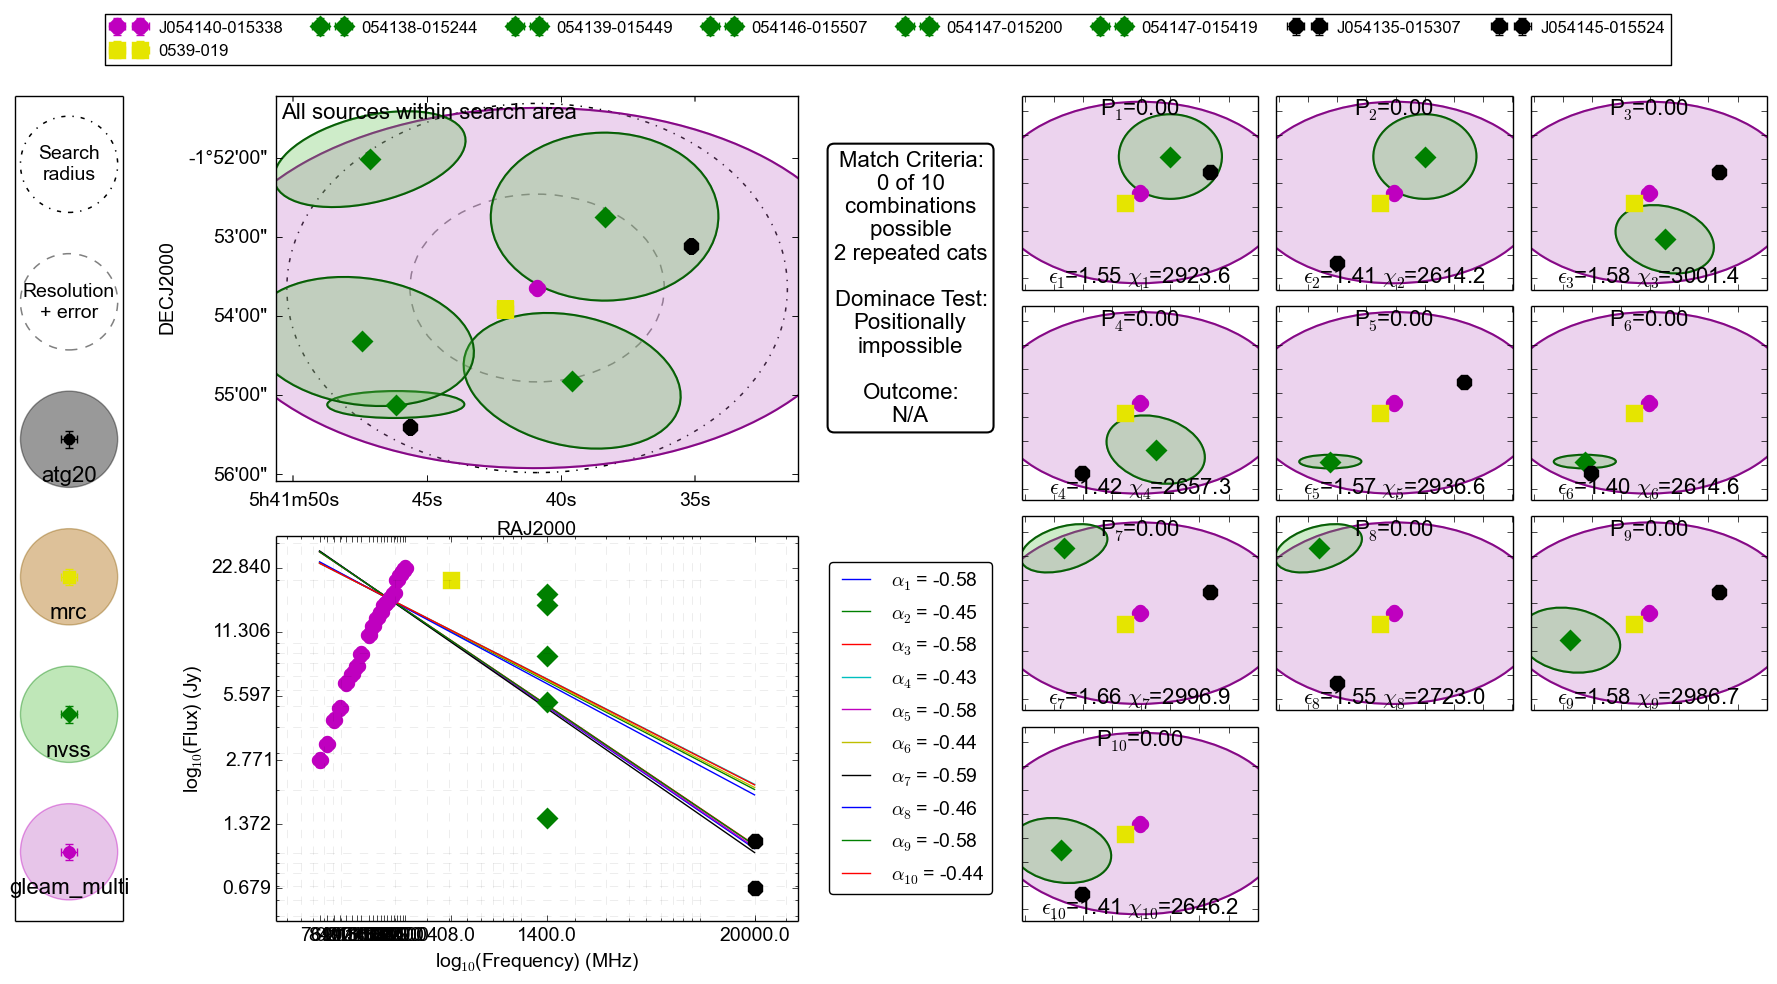 J054140-015338 054138-015244 054139-015449 054146-015507 054147-015200 054147-015419 J054135-015307 J054145-015524
0539-019
Search
radius
Resolution
+ error
atg20
mrc
nvss
gleam_multi
All sources within search area
DECJ2000
-1°52'00"
53'00"
54'00"
55'00"
56'00"
5h41m50s 45s 40s 35s
RAJ2000
Match Criteria:
0 of 10
combinations
possible
2 repeated cats
Dominace Test:
Positionally
impossible
Outcome:
N/A
log10(Flux) (Jy)
22.840
11.306
5.597
2.771
1.372
0.679
408.0 1400.0 20000.0
log10(Frequency) (MHz)
α1 = -0.58
α2 = -0.45
α3 = -0.58
α4 = -0.43
α5 = -0.58
α6 = -0.44
α7 = -0.59
α8 = -0.46
α9 = -0.58
α10 = -0.44
P1=0.00
ϵ1=1.55 χ1=2923.6
P2=0.00
ϵ2=1.41 χ2=2614.2
P3=0.00
ϵ3=1.58 χ3=3001.4
P4=0.00
ϵ4=1.42 χ4=2657.3
P5=0.00
ϵ5=1.57 χ5=2936.6
P6=0.00
ϵ6=1.40 χ6=2614.6
P7=0.00
ϵ7=1.66 χ7=2996.9
P8=0.00
ϵ8=1.55 χ8=2723.0
P9=0.00
ϵ9=1.58 χ9=2986.7
P10=0.00
ϵ10=1.41 χ10=2646.2